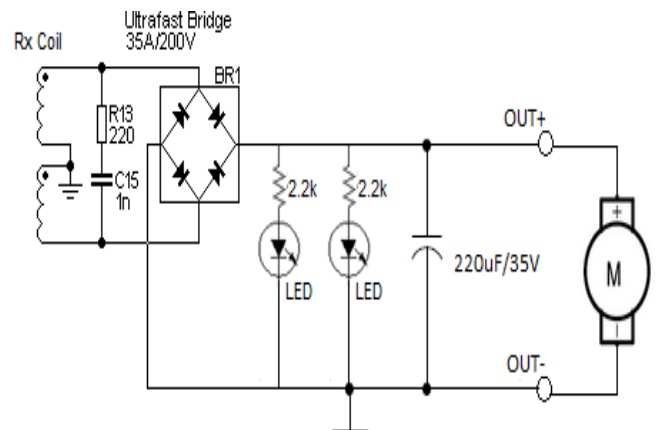 Ultrafast Bridge
35A/200V
Rx Coil
BR1
R13
220
C15
1n
2.2k
2.2k
LED
LED
220uF/35V
OUT+
OUT-
+
M
-